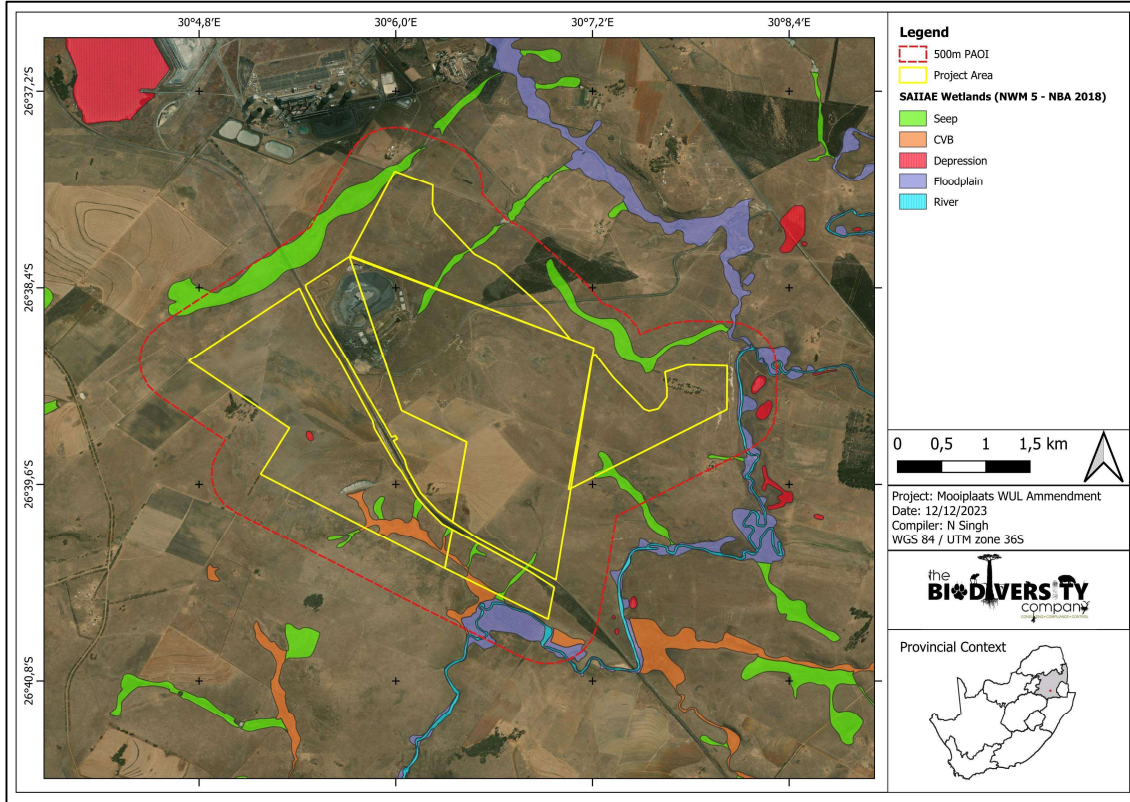 30°4,8'E 30°6,0'E 30°7,2'E 30°8,4'E
26°37,2'S
26°38,4'S
26°39,6'S
26°40,8'S
Legend
500m PAOI
Project Area
SAIIAE Wetlands (NWM 5 - NBA 2018)
Seep
CVB
Depression
Floodplain
River
0 0,5 1 1,5 km
Project: Mooiplaats WUL Ammendment
Date: 12/12/2023
Compiler: N Singh
WGS 84 / UTM zone 36S
the
BIODIVERSITY
company
Provincial Context